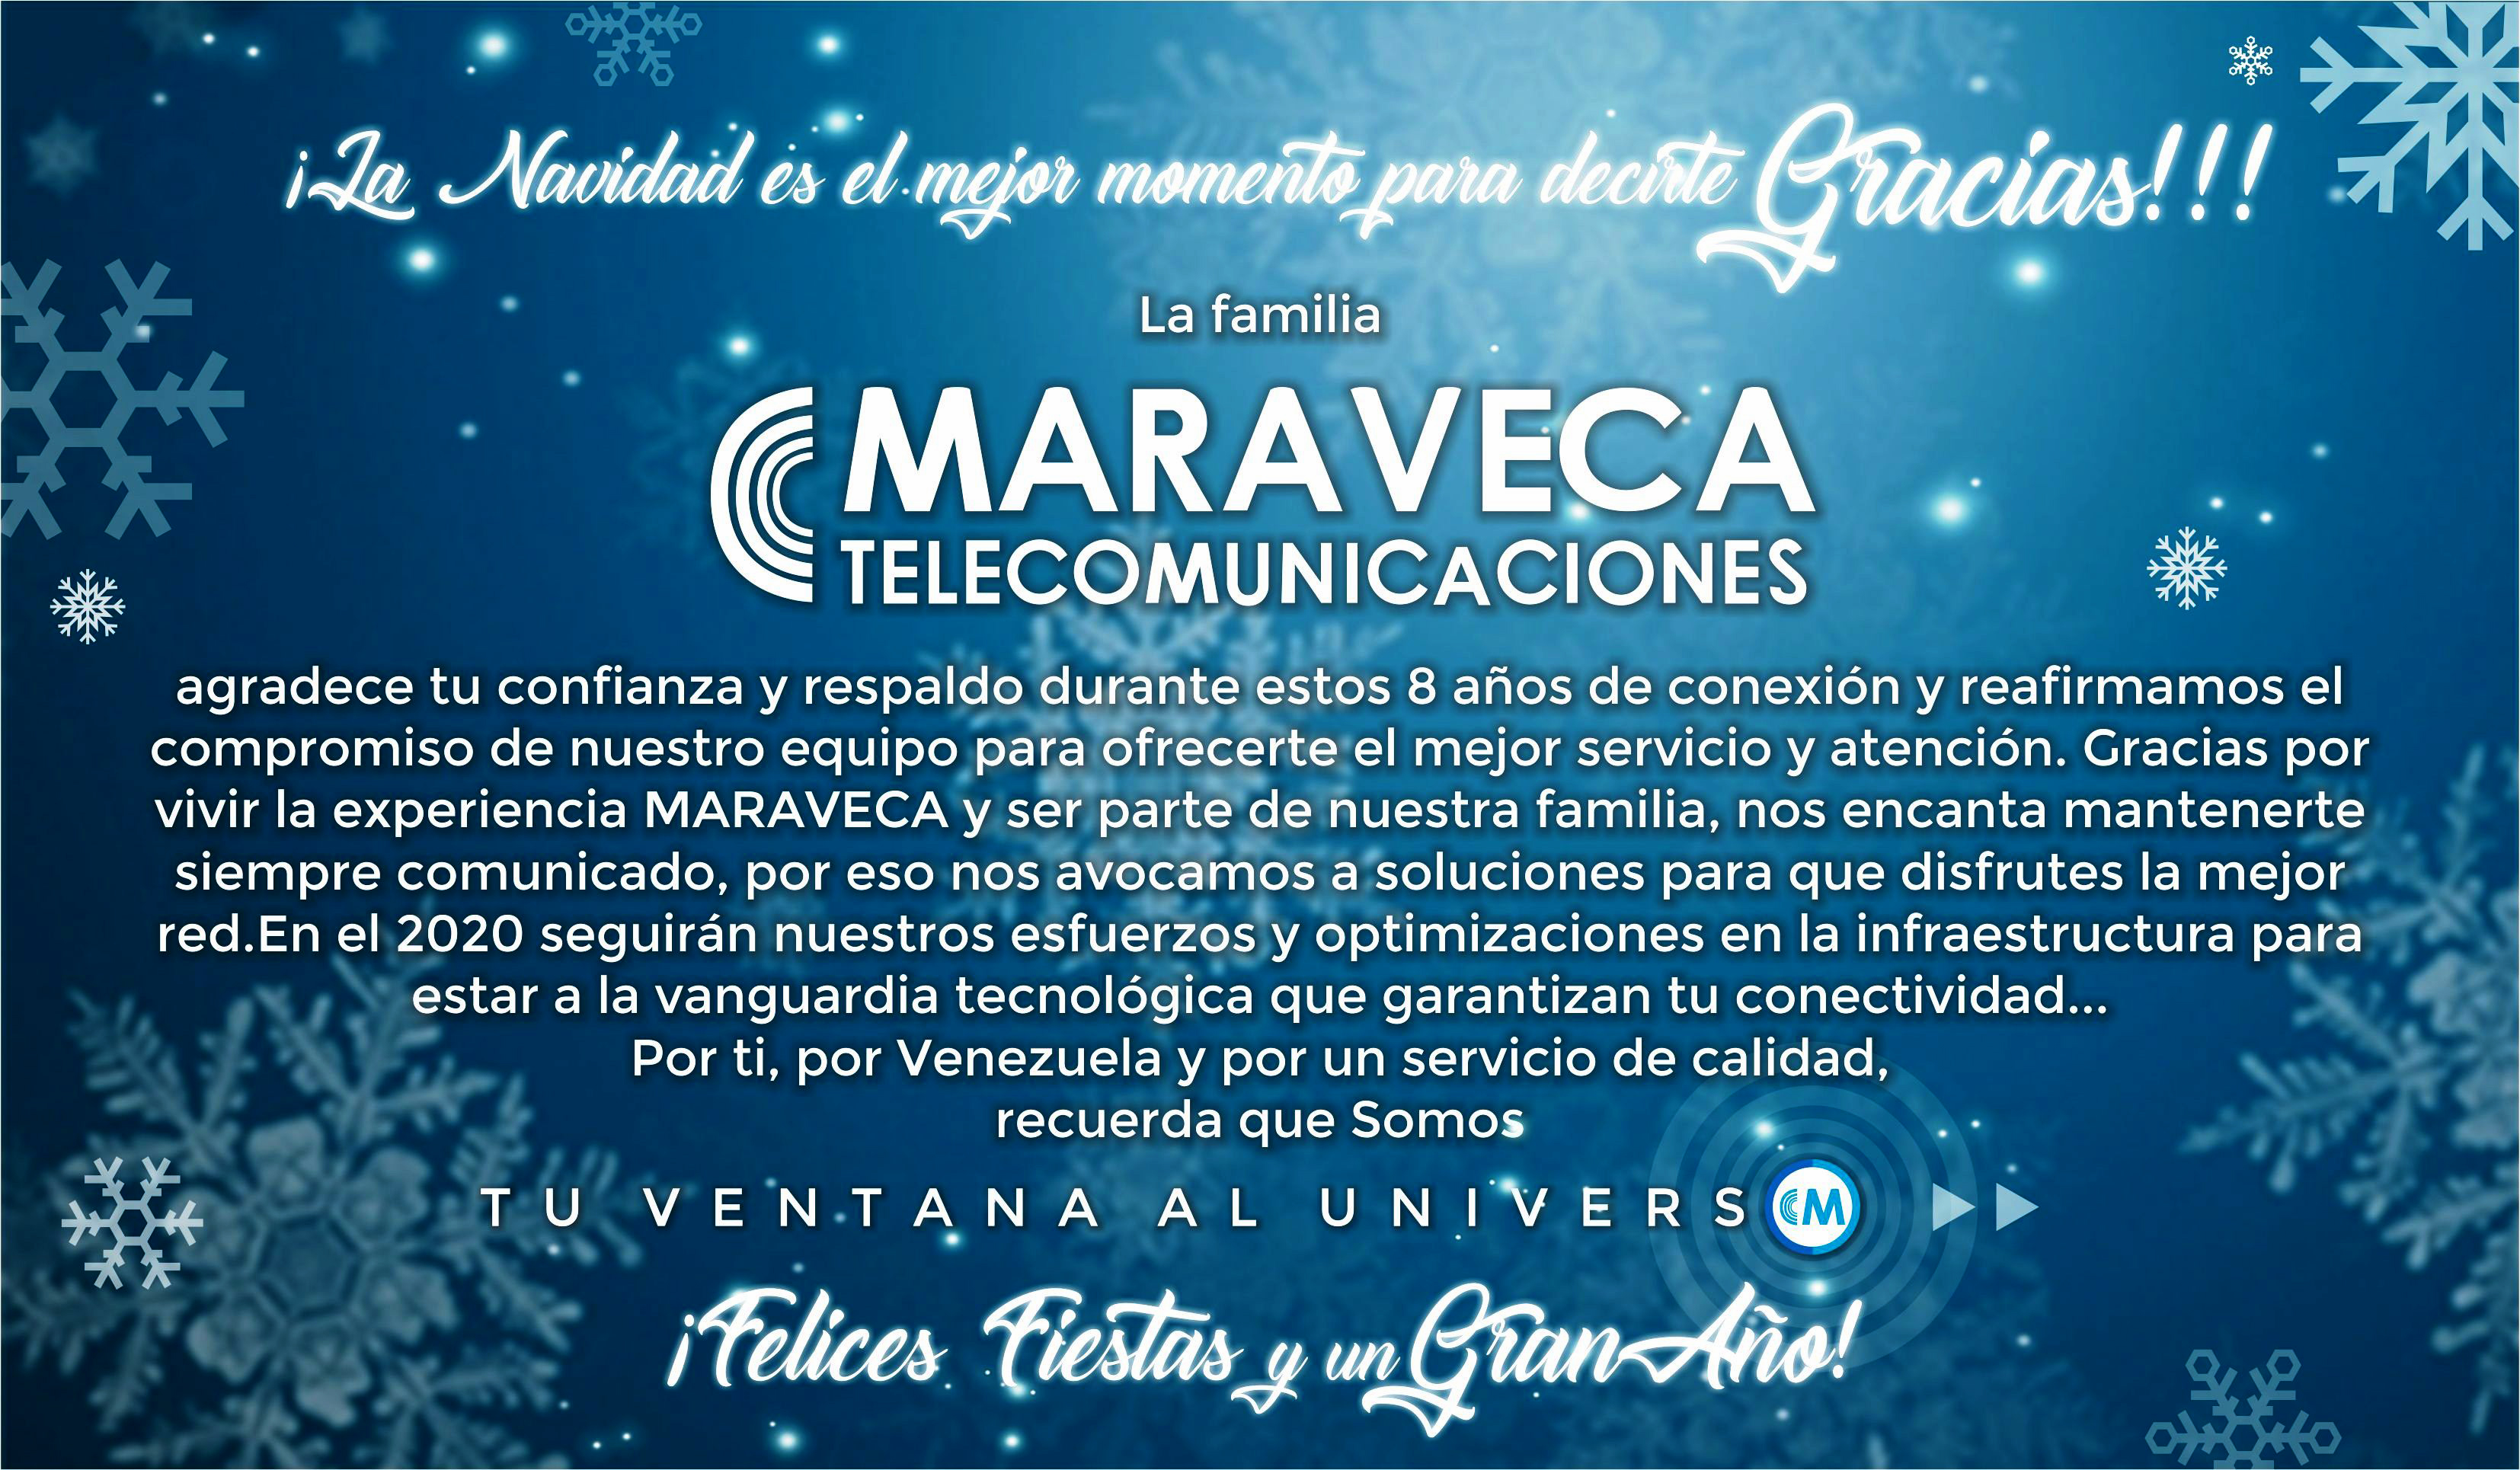 ¡La Navidad es el mejor momento para decirte Gracias!!!
La familia
MARAVECA
TELECOMUNICACIONES
agradece tu confianza y respaldo durante estos 8 años de conexión y reafirmamos el
compromiso de nuestro equipo para ofrecerte el mejor servicio y atención. Gracias por
vivir la experiencia MARAVECA y ser parte de nuestra familia, nos encanta mantenerte
siempre comunicado, por eso nos avocamos a soluciones para que disfrutes la mejor
red.En el 2020 seguirán nuestros esfuerzos y optimizaciones en la infraestructura para
estar a la vanguardia tecnológica que garantizan tu conectividad...
Por ti, por Venezuela y por un servicio de calidad,
recuerda que Somos
TU VENTANA AL UNIVERS CM
¡Felices Fiestas y un Gran Año!